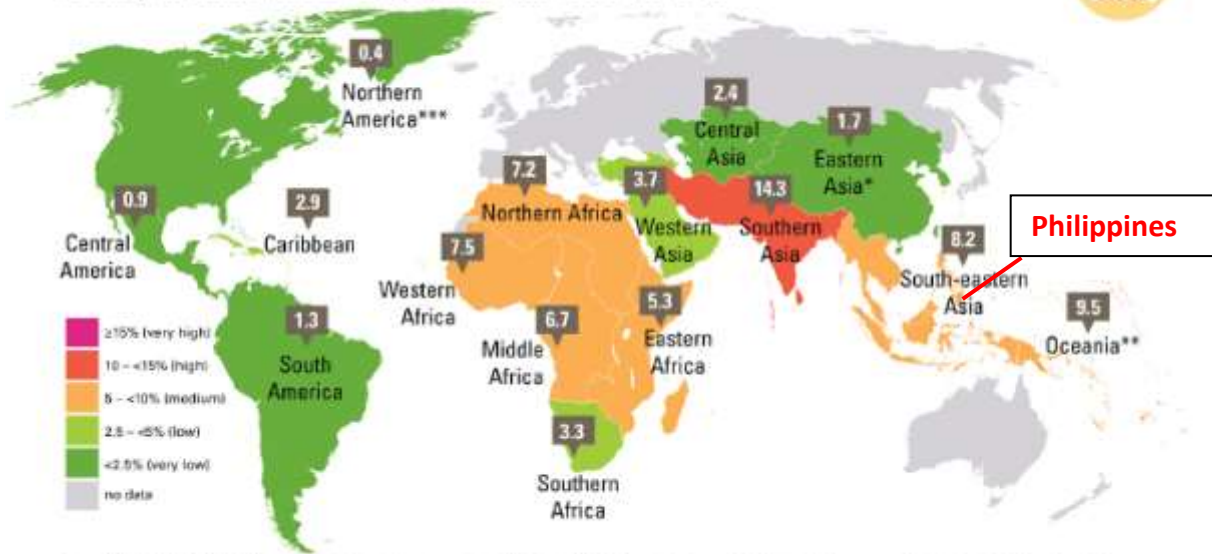 0.4
Northern
America***
2.4
Central
Asia
1.7
Eastern
Asia*
7.2
Northern Africa
3.7
Western
Asia
14.3
Southern
Asia
Philippines
0.9
Central
America
2.9
Caribbean
7.5
Western
Africa
8.2
South-eastern
Asia
5.3
Eastern
Africa
6.7
Middle
Africa
9.5
Oceania**
1.3
South
America
3.3
Southern
Africa
≥15% (very high)
10 – <15% (high)
5 – <10% (medium)
2.5 – <5% (low)
<2.5% (very low)
no data